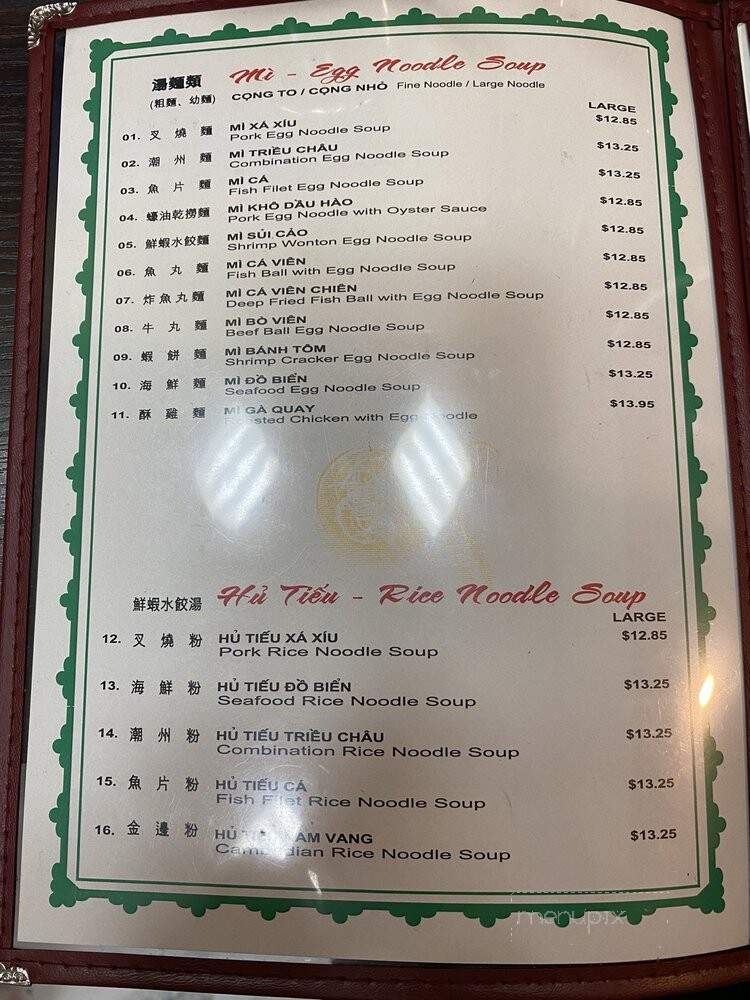 湯麵類 Mì - Egg Noodle Soup
(粗麵、幼麵) CỌNG TO / CỌNG NHỎ Fine Noodle / Large Noodle
LARGE
01. 叉燒麵 MÌ XÁ XÍU $12.85
Pork Egg Noodle Soup
02. 潮州麵 MÌ TRIỀU CHÂU $13.25
Combination Egg Noodle Soup
03. 魚片麵 MÌ CÁ $13.25
Fish Filet Egg Noodle Soup
04. 蠔油乾撈麵 MÌ KHÔ DẦU HÀO $12.85
Pork Egg Noodle with Oyster Sauce
05. 鮮蝦水餃麵 MÌ SỦI CẢO $12.85
Shrimp Wonton Egg Noodle Soup
06. 魚丸麵 MÌ CÁ VIÊN $12.85
Fish Ball with Egg Noodle Soup
07. 炸魚丸麵 MÌ CÁ VIÊN CHIÊN $12.85
Deep Fried Fish Ball with Egg Noodle Soup
08. 牛丸麵 MÌ BÒ VIÊN $12.85
Beef Ball Egg Noodle Soup
09. 蝦餅麵 MÌ BÁNH TÔM $12.85
Shrimp Cracker Egg Noodle Soup
10. 海鮮麵 MÌ ĐỒ BIỂN $13.25
Seafood Egg Noodle Soup
11. 酥雞麵 MÌ GÀ QUAY $13.95
Roasted Chicken with Egg Noodle
鮮蝦水餃湯 Hủ Tiếu - Rice Noodle Soup
LARGE
12. 叉燒粉 HỦ TIẾU XÁ XÍU $12.85
Pork Rice Noodle Soup
13. 海鮮粉 HỦ TIẾU ĐỒ BIỂN $13.25
Seafood Rice Noodle Soup
14. 潮州粉 HỦ TIẾU TRIỀU CHÂU $13.25
Combination Rice Noodle Soup
15. 魚片粉 HỦ TIẾU CÁ $13.25
Fish Filet Rice Noodle Soup
16. 金邊粉 HỦ TIẾU NAM VANG $13.25
Cambodian Rice Noodle Soup
menupix